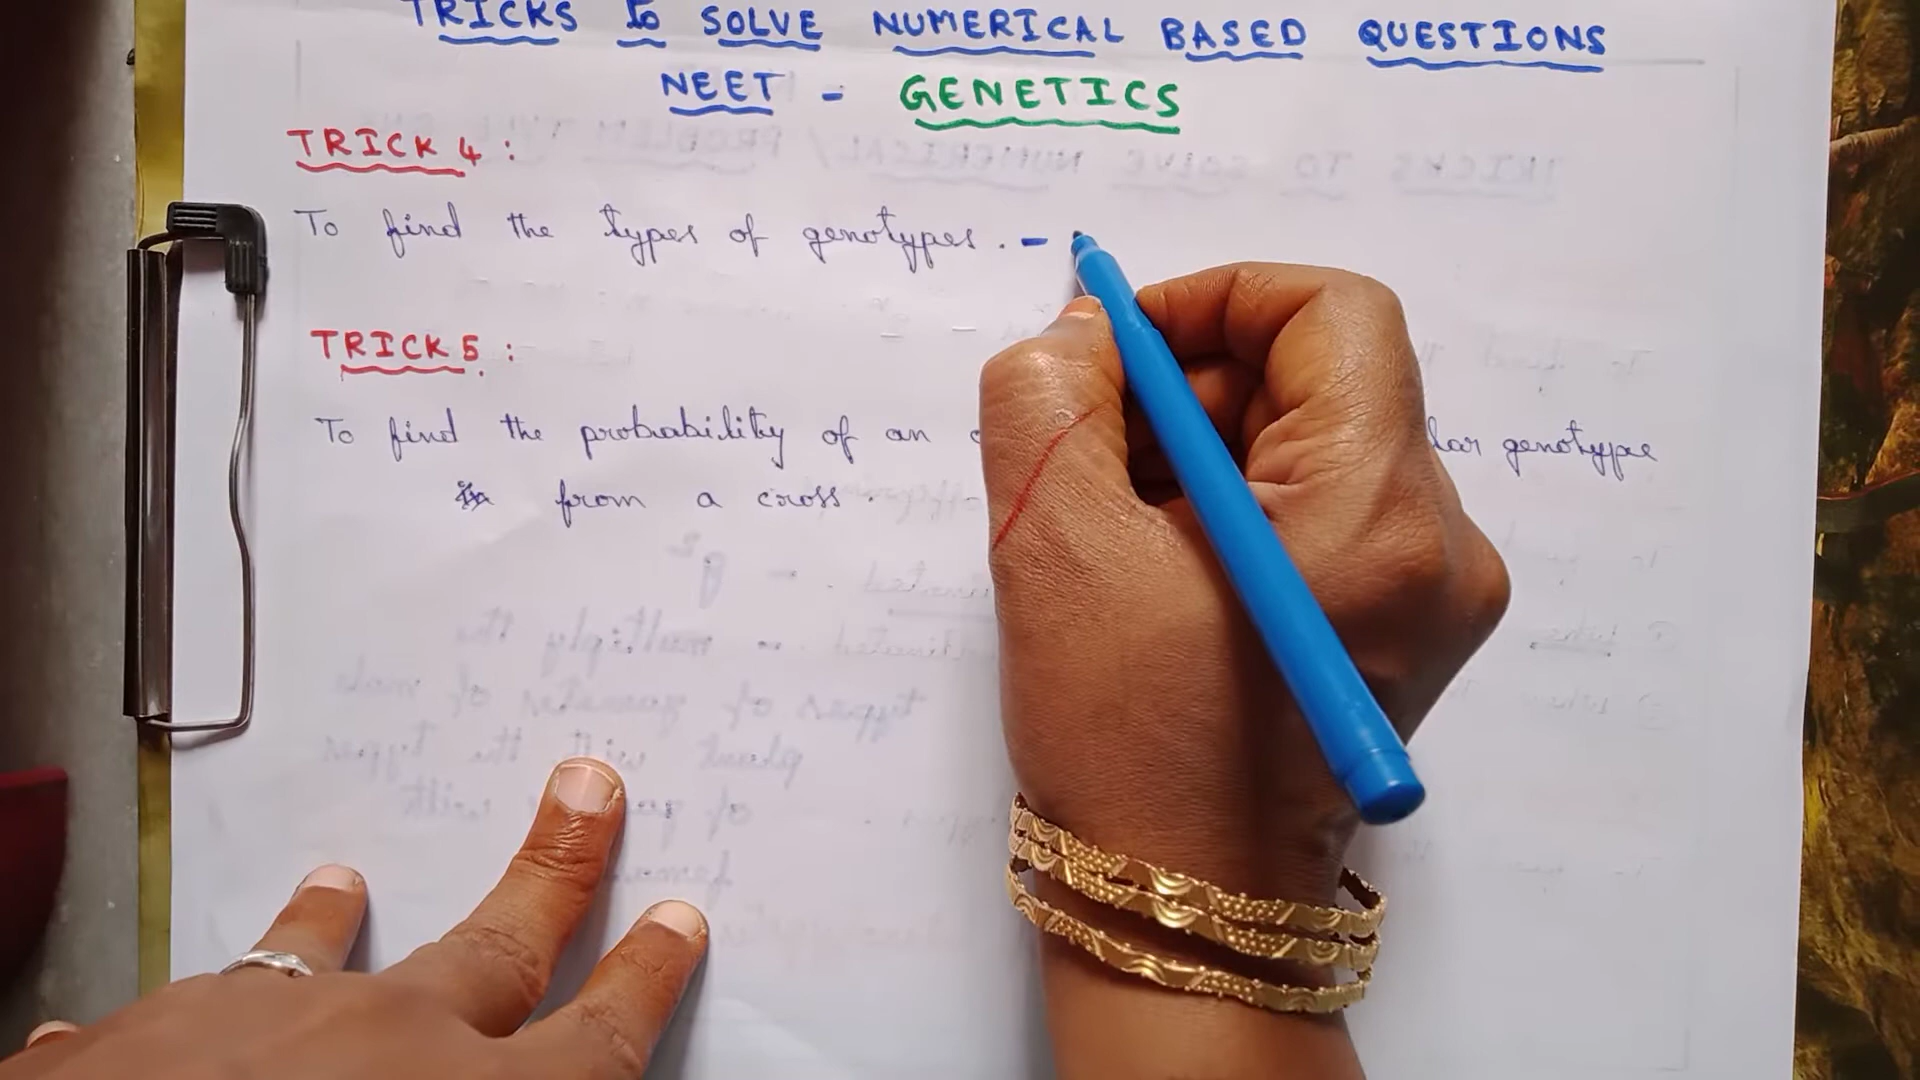 TRICKS to SOLVE NUMERICAL BASED QUESTIONS
NEET - GENETICS
TRICK 4 :
To find the types of genotypes. -
TRICK 5 :
To find the probability of an genotype
from a cross.